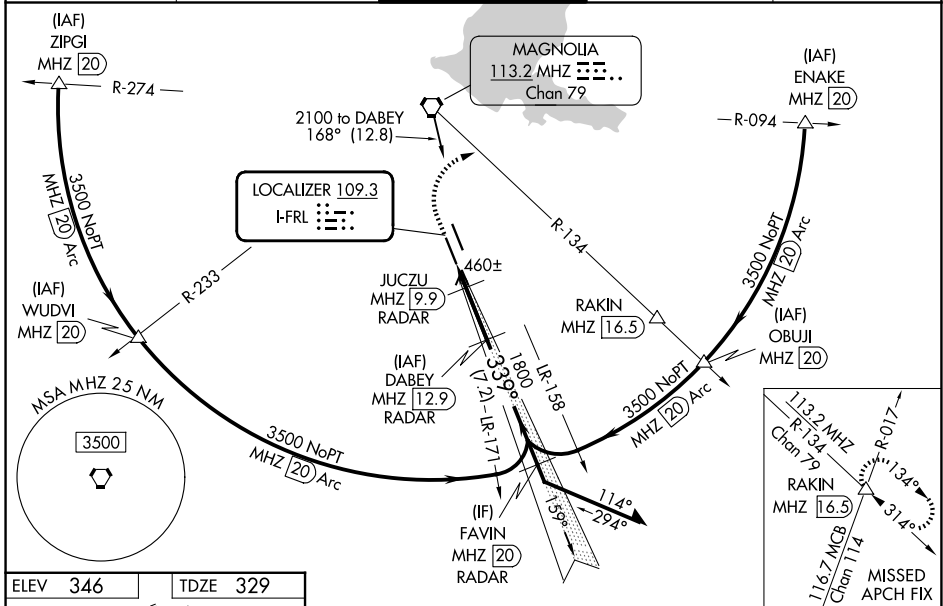 (IAF)
ZIPGI
MHZ 20
R-274
MAGNOLIA
113.2 MHZ
Chan 79
(IAF)
ENAKE
MHZ 20
R-094
2100 to DABEY
168° (12.8)
LOCALIZER 109.3
I-FRL
3500 NoPT
MHZ 20 Arc
R-134
3500 NoPT
MHZ 20 Arc
R-233
(IAF)
WUDVI
MHZ 20
JUCZU
MHZ 9.9
RADAR
460±
RAKIN
MHZ 16.5
(IAF)
OBUJI
MHZ 20
(IAF)
DABEY
MHZ 12.9
RADAR
339°
1800
(7.2)
LR-158
LR-171
3500 NoPT
MHZ 20 Arc
3500 NoPT
MHZ 20 Arc
MSA MHZ 25 NM
3500
(IF)
FAVIN
MHZ 20
RADAR
159°
114°
294°
113.2 MHZ
R-134
Chan 79
R-017
RAKIN
MHZ 16.5
134°
314°
116.7 MCB
Chan 114
MISSED
APCH FIX
ELEV 346
TDZE 329